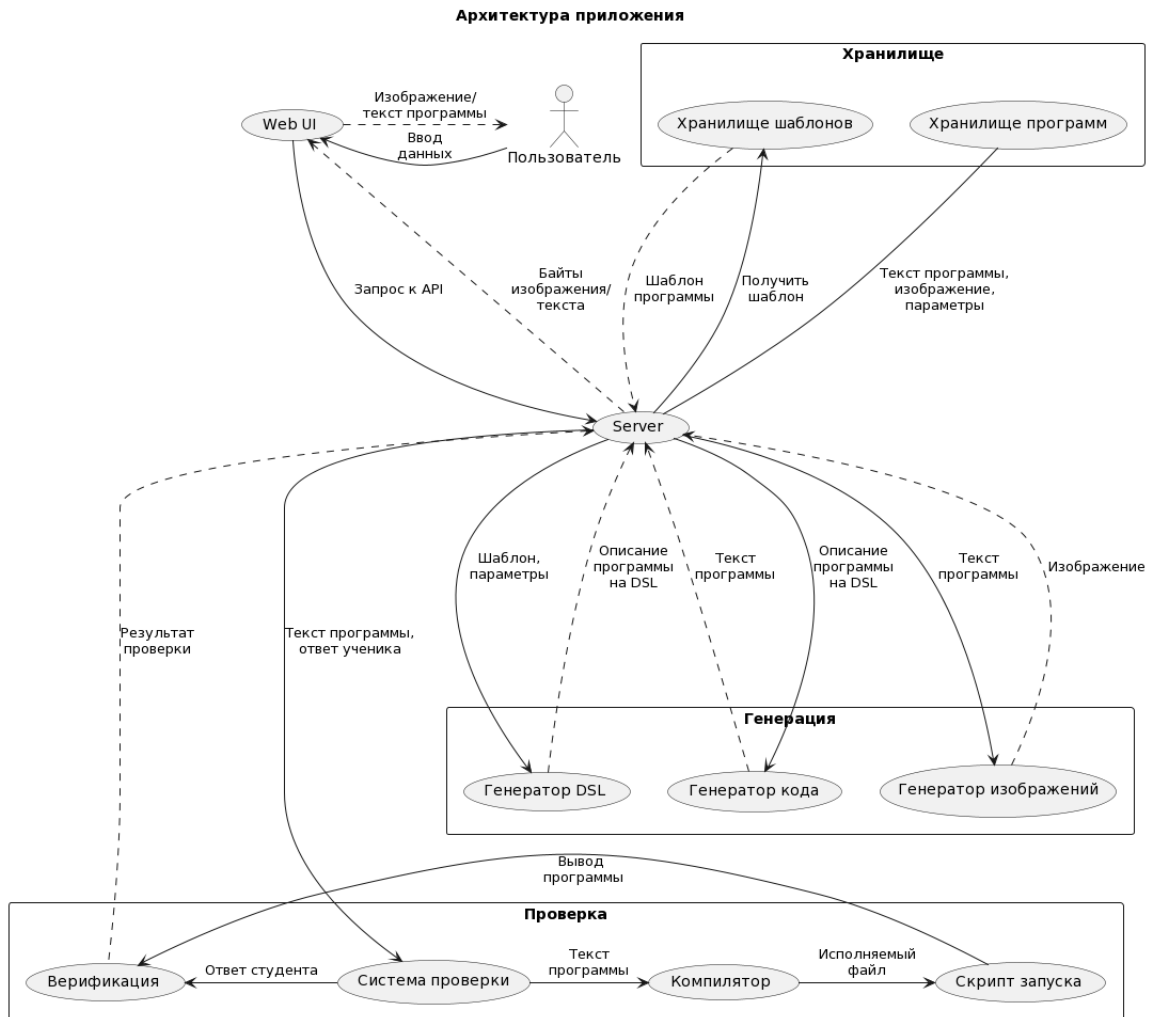 Архитектура приложения
Хранилище
Изображение/
текст программы
Web UI
Ввод
данных
Пользователь
Хранилище шаблонов
Хранилище программ
Запрос к API
Байты
изображения/
текста
Шаблон
программы
Получить
шаблон
Текст программы,
изображение,
параметры
Server
Шаблон,
параметры
Описание
программы
на DSL
Текст
программы
Описание
программы
на DSL
Текст
программы
Изображение
Результат
проверки
Текст программы,
ответ ученика
Генерация
Генератор DSL
Генератор кода
Генератор изображений
Вывод
программы
Проверка
Верификация
Ответ студента
Система проверки
Текст
программы
Компилятор
Исполняемый
файл
Скрипт запуска